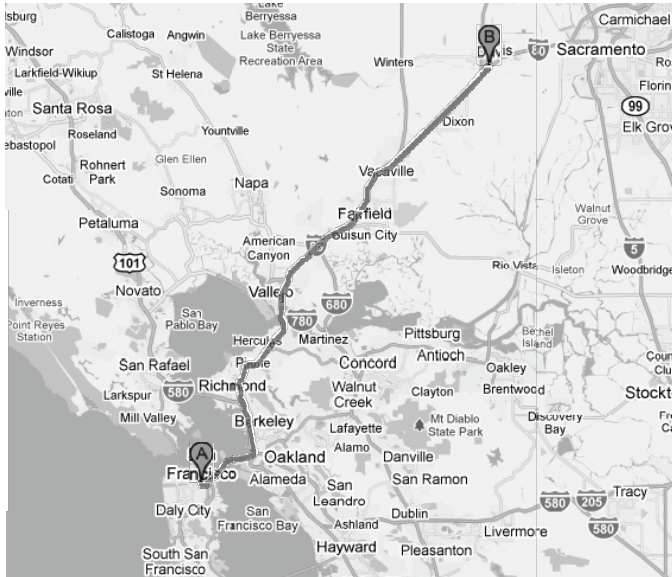 Lake
Berryessa
lsburg
Calistoga
Angwin
Lake Berryessa
State
Recreation Area
Carmichael
B
Davis
80
Sacramento
Windsor
Larkfield-Wikiup
ville
St Helena
Winters
Florin
99
Santa Rosa
Dixon
Elk Grov
Roseland
Yountville
ebastopol
Rohnert
Park
Glen Ellen
Vacaville
Cotati
Sonoma
Napa
Walnut
Grove
Petaluma
Fairfield
Suisun City
American
Canyon
5
101
Rio Vista
Isleton
Woodbridge
Novato
Vallejo
680
Inverness
San
Pablo Bay
780
Point Reyes
Station
Hercules
Martinez
Pittsburg
Bethel
Island
Pinole
Antioch
San Rafael
Concord
Oakley
580
Richmond
Larkspur
Walnut
Creek
Clayton
Brentwood
Stockt
Mill Valley
Berkeley
Mt Diablo
State Park
Discovery
Bay
Lafayette
A
Alamo
Oakland
Danville
Francisco
Alameda
San Ramon
San
Leandro
Tracy
580
205
Daly City
San
Francisco Bay
Dublin
Ashland
580
Livermore
Hayward
Pleasanton
South San
Francisco